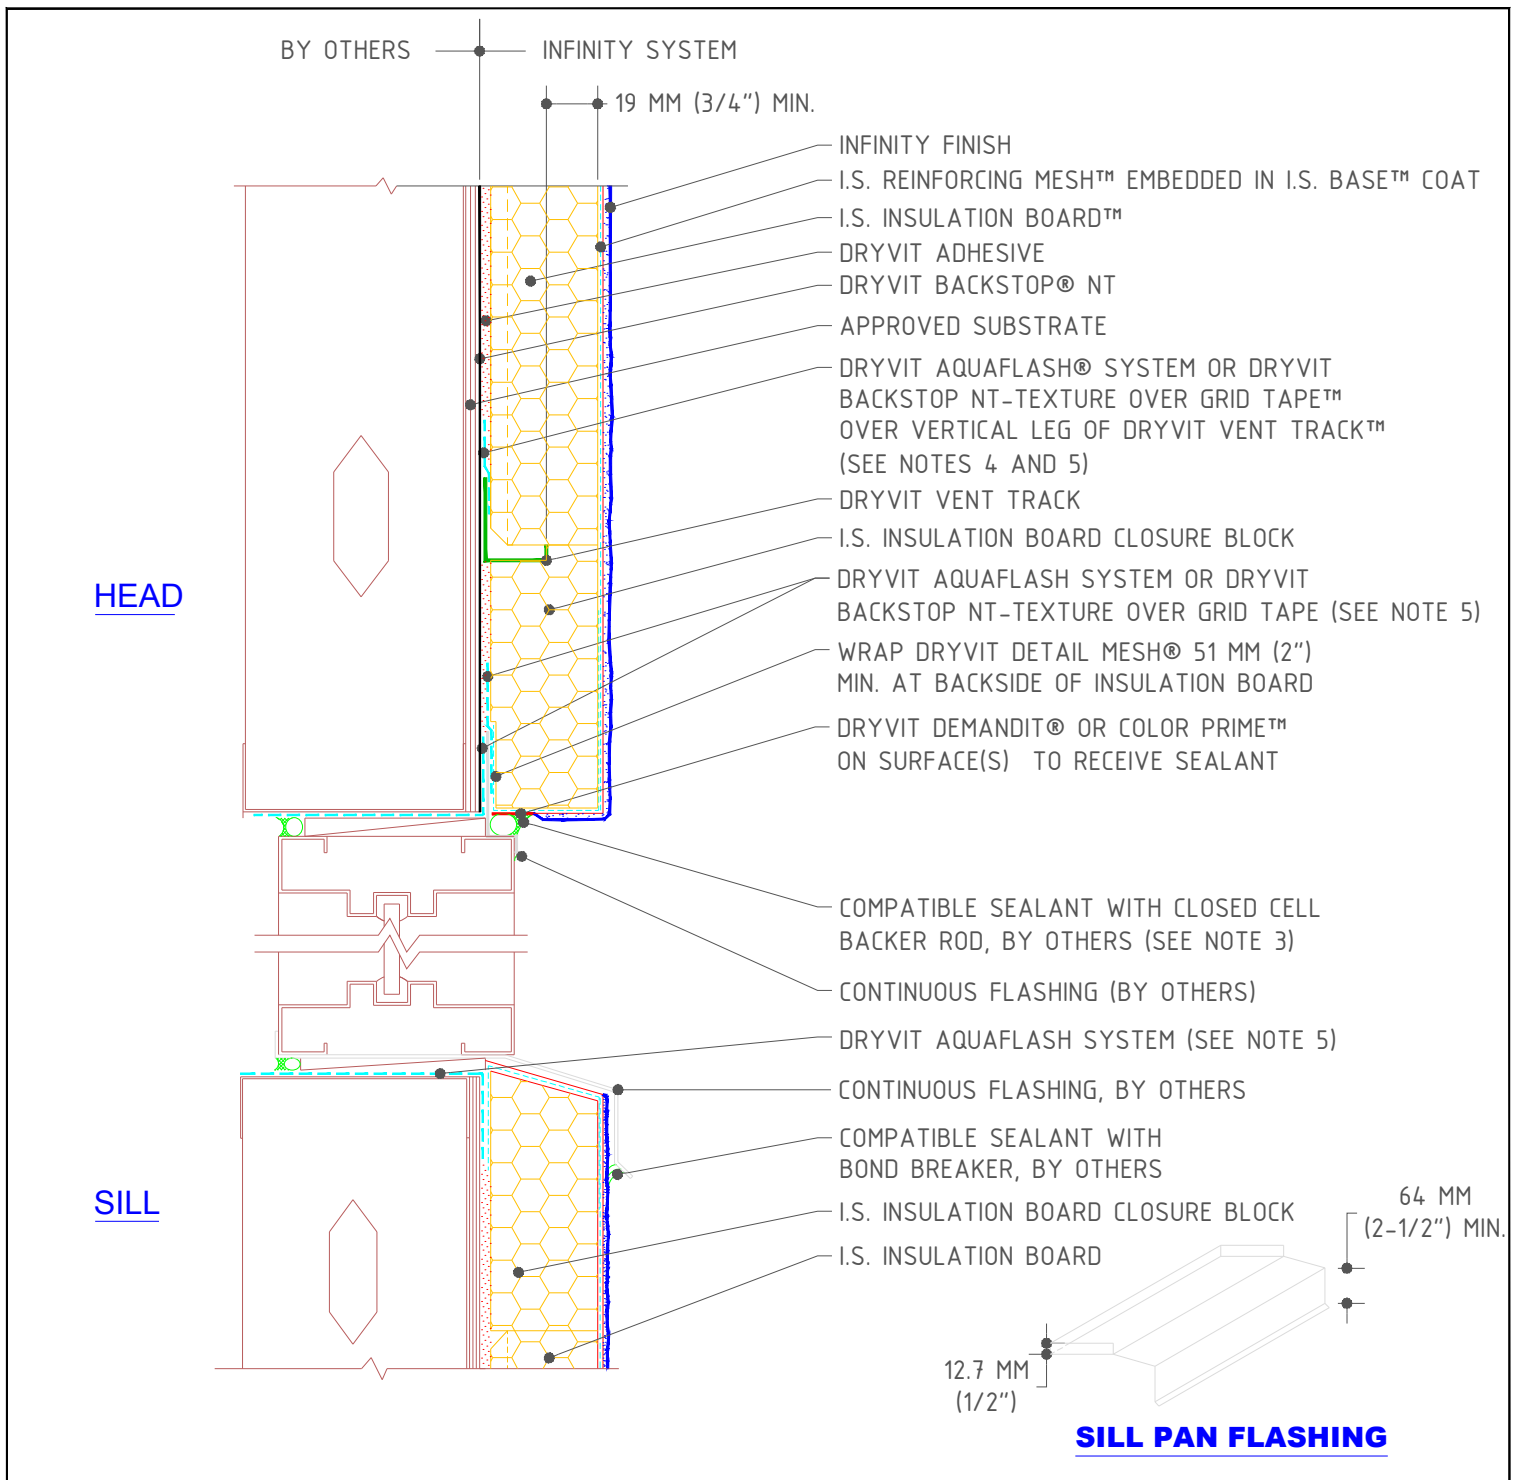 BY OTHERS
INFINITY SYSTEM
19 MM (3/4") MIN.
INFINITY FINISH
I.S. REINFORCING MESH™ EMBEDDED IN I.S. BASE™ COAT
I.S. INSULATION BOARD™
DRYVIT ADHESIVE
DRYVIT BACKSTOP® NT
APPROVED SUBSTRATE
DRYVIT AQUAFLASH® SYSTEM OR DRYVIT
BACKSTOP NT-TEXTURE OVER GRID TAPE™
OVER VERTICAL LEG OF DRYVIT VENT TRACK™
(SEE NOTES 4 AND 5)
DRYVIT VENT TRACK
I.S. INSULATION BOARD CLOSURE BLOCK
DRYVIT AQUAFLASH SYSTEM OR DRYVIT
BACKSTOP NT-TEXTURE OVER GRID TAPE (SEE NOTE 5)
HEAD
WRAP DRYVIT DETAIL MESH® 51 MM (2")
MIN. AT BACKSIDE OF INSULATION BOARD
DRYVIT DEMANDIT® OR COLOR PRIME™
ON SURFACE(S) TO RECEIVE SEALANT
COMPATIBLE SEALANT WITH CLOSED CELL
BACKER ROD, BY OTHERS (SEE NOTE 3)
CONTINUOUS FLASHING (BY OTHERS)
DRYVIT AQUAFLASH SYSTEM (SEE NOTE 5)
CONTINUOUS FLASHING, BY OTHERS
COMPATIBLE SEALANT WITH
BOND BREAKER, BY OTHERS
SILL
I.S. INSULATION BOARD CLOSURE BLOCK
I.S. INSULATION BOARD
64 MM
(2-1/2") MIN.
12.7 MM
(1/2")
SILL PAN FLASHING